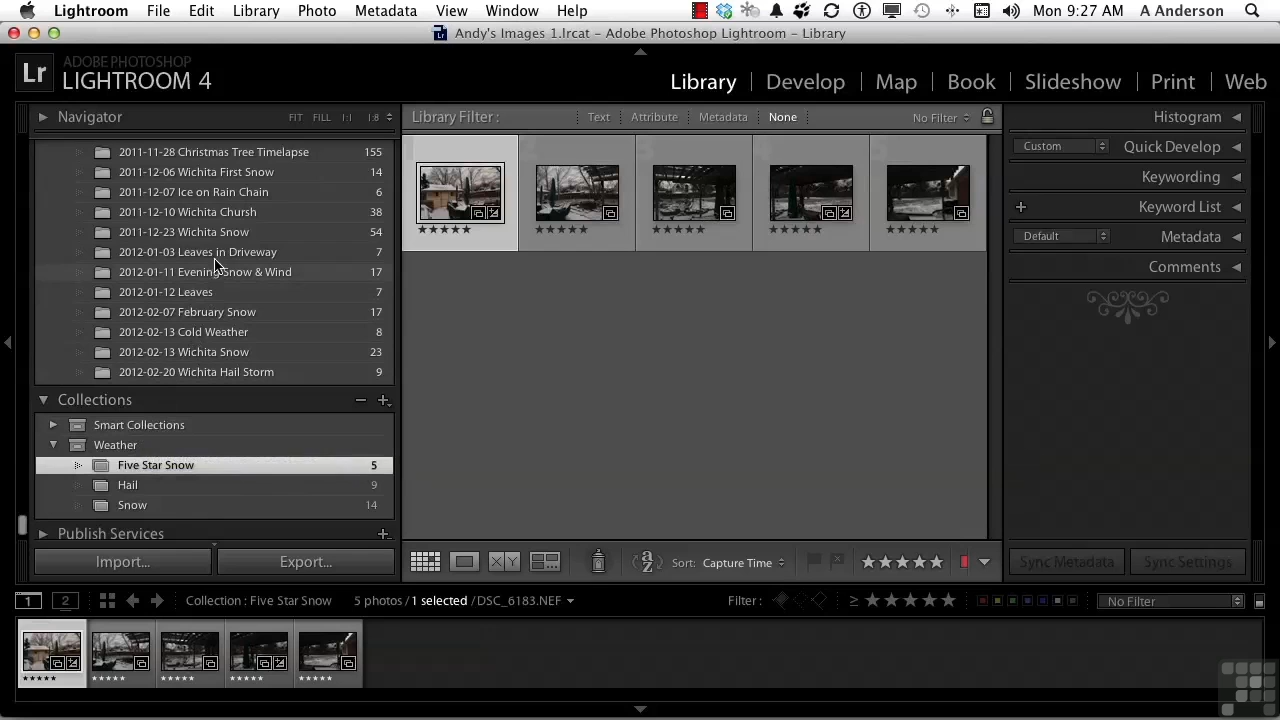 Lightroom File Edit Library Photo Metadata View Window Help Mon 9:27 AM A Anderson
Andy's Images 1.lrcat – Adobe Photoshop Lightroom – Library
Lr ADOBE PHOTOSHOP
LIGHTROOM 4
Library | Develop | Map | Book | Slideshow | Print | Web
Navigator FIT FILL 1:1 1:8
2011-11-28 Christmas Tree Timelapse 155
2011-12-06 Wichita First Snow 14
2011-12-07 Ice on Rain Chain 6
2011-12-10 Wichita Chursh 38
2011-12-23 Wichita Snow 54
2012-01-03 Leaves in Driveway 7
2012-01-11 Evening Snow & Wind 17
2012-01-12 Leaves 7
2012-02-07 February Snow 17
2012-02-13 Cold Weather 8
2012-02-13 Wichita Snow 23
2012-02-20 Wichita Hail Storm 9
Collections
Smart Collections
Weather
Five Star Snow 5
Hail 9
Snow 14
Publish Services
Import... Export...
Library Filter : Text Attribute Metadata None No Filter
Histogram
Custom Quick Develop
Keywording
Keyword List
Default Metadata
Comments
XY Sort: Capture Time
Sync Metadata Sync Settings
1 2 Collection : Five Star Snow 5 photos / 1 selected / DSC_6183.NEF Filter : ≥ No Filter